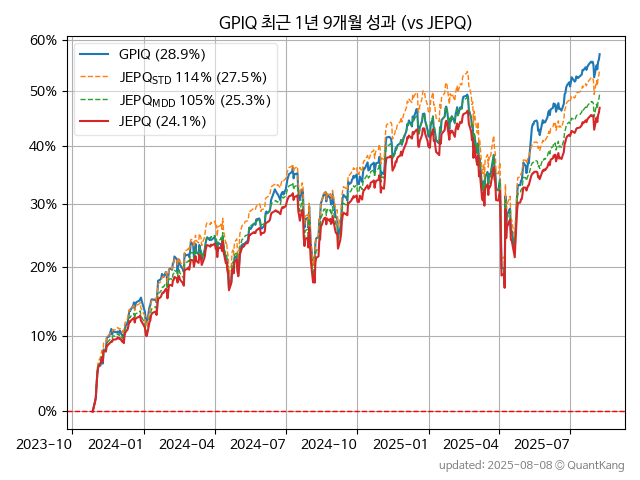 GPIQ 최근 1년 9개월 성과 (vs JEPQ)
GPIQ (28.9%)
JEPQ_STD 114% (27.5%)
JEPQ_MDD 105% (25.3%)
JEPQ (24.1%)
60%
50%
40%
30%
20%
10%
0%
2023-10 2024-01 2024-04 2024-07 2024-10 2025-01 2025-04 2025-07
updated: 2025-08-08 © QuantKang